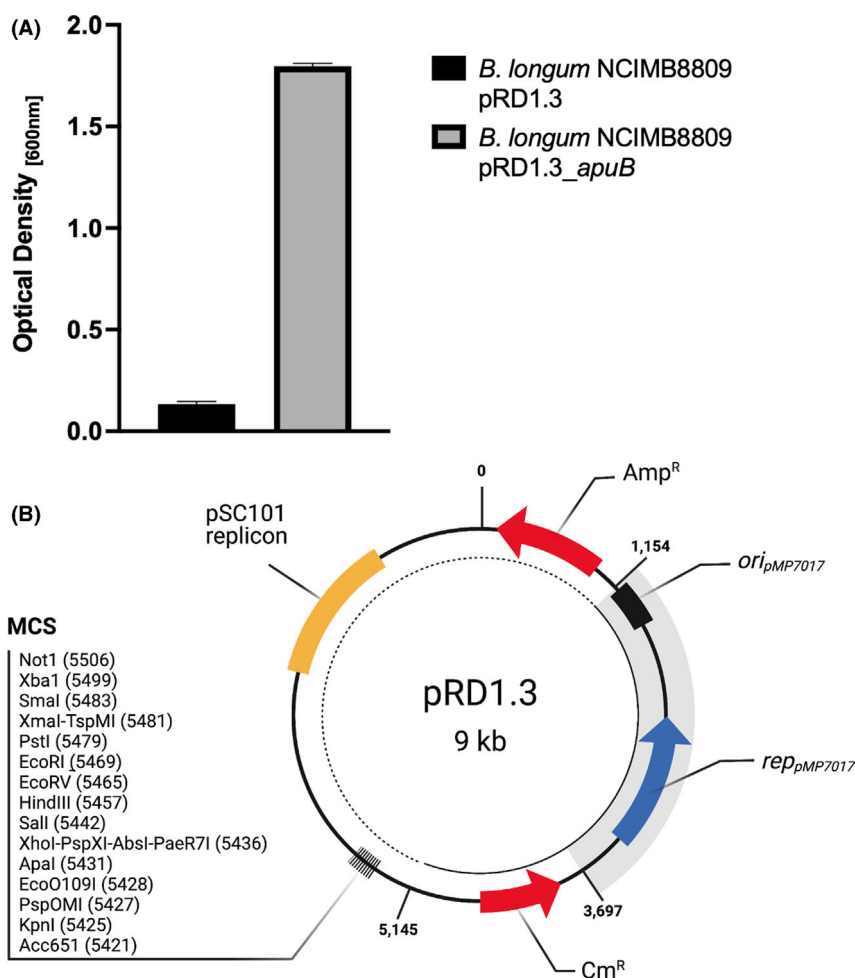 (A)
2.0
1.5
1.0
0.5
0.0
Optical Density [600nm]
B. longum NCIMB8809
pRD1.3
B. longum NCIMB8809
pRD1.3_apuB
(B)
pSC101
replicon
0
AmpR
1,154
oripMP7017
MCS
Not1 (5506)
Xba1 (5499)
SmaI (5483)
XmaI-TspMI (5481)
PstI (5479)
EcoRI (5469)
EcoRV (5465)
HindIII (5457)
SalI (5442)
XhoI-PspXI-AbsI-PaeR7I (5436)
ApaI (5431)
EcoO109I (5428)
PspOMI (5427)
KpnI (5425)
Acc651 (5421)
pRD1.3
9 kb
reppMP7017
3,697
5,145
CmR